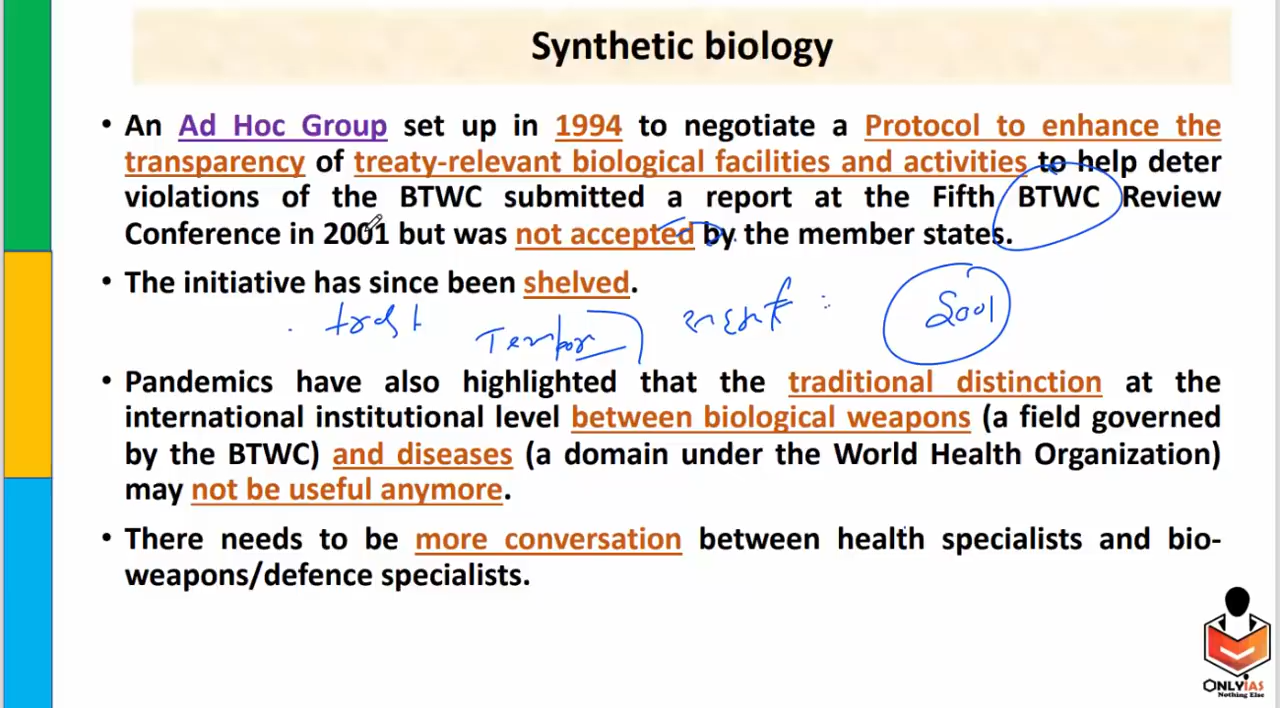 Synthetic biology
• An Ad Hoc Group set up in 1994 to negotiate a Protocol to enhance the
transparency of treaty-relevant biological facilities and activities to help deter
violations of the BTWC submitted a report at the Fifth BTWC Review
Conference in 2001 but was not accepted by the member states.
• The initiative has since been shelved.
2001
Tempor
• Pandemics have also highlighted that the traditional distinction at the
international institutional level between biological weapons (a field governed
by the BTWC) and diseases (a domain under the World Health Organization)
may not be useful anymore.
• There needs to be more conversation between health specialists and bio-
weapons/defence specialists.
ONLYIAS
Nothing Else